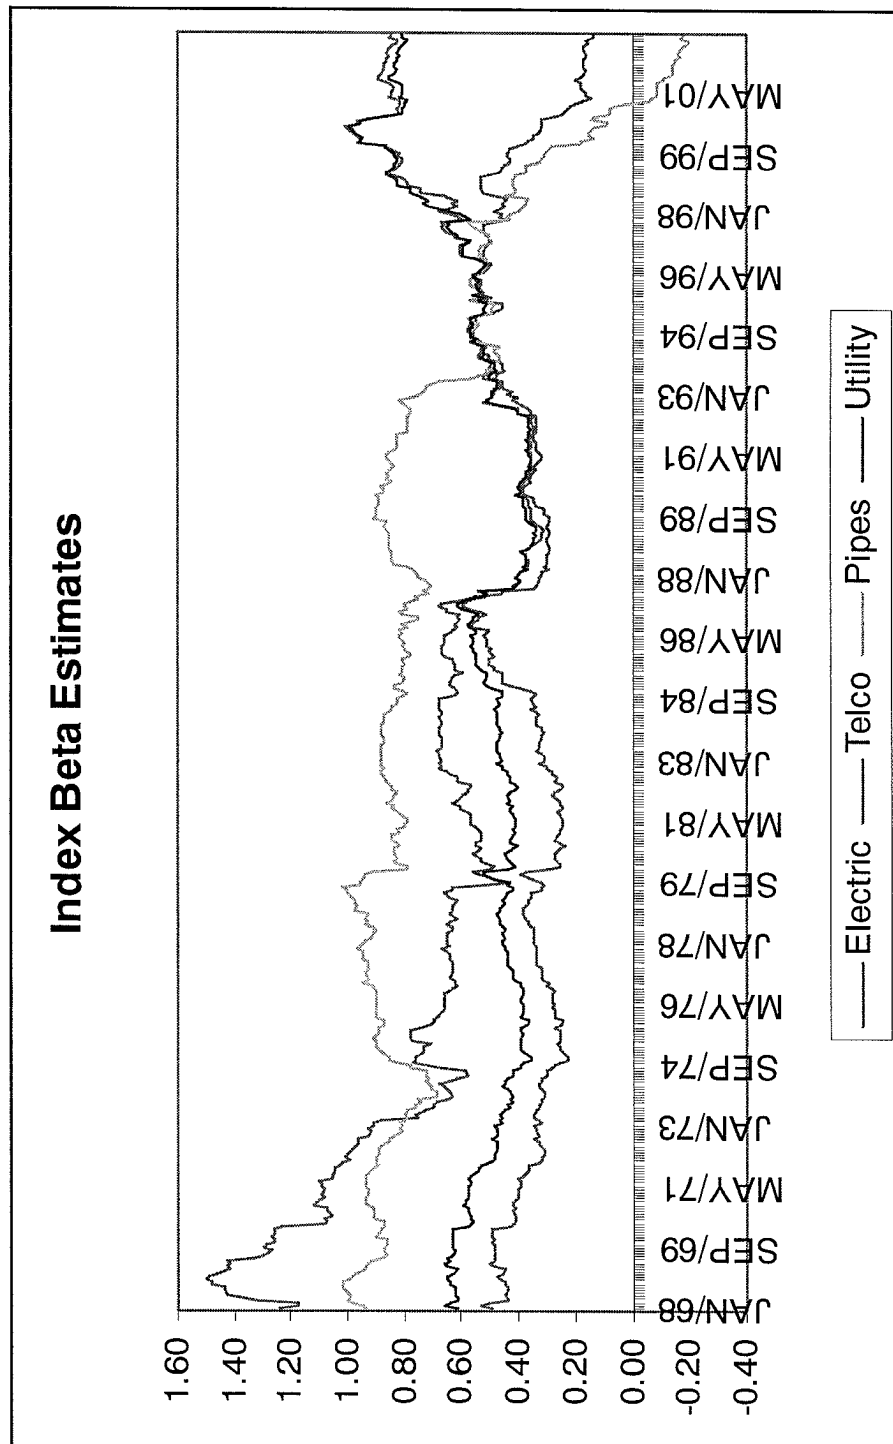 Index Beta Estimates
1.60
1.40
1.20
1.00
0.80
0.60
0.40
0.20
0.00
-0.20
-0.40
JAN/68
SEP/69
MAY/71
JAN/73
SEP/74
MAY/76
JAN/78
SEP/79
MAY/81
JAN/83
SEP/84
MAY/86
JAN/88
SEP/89
MAY/91
JAN/93
SEP/94
MAY/96
JAN/98
SEP/99
MAY/01
Electric Telco Pipes Utility